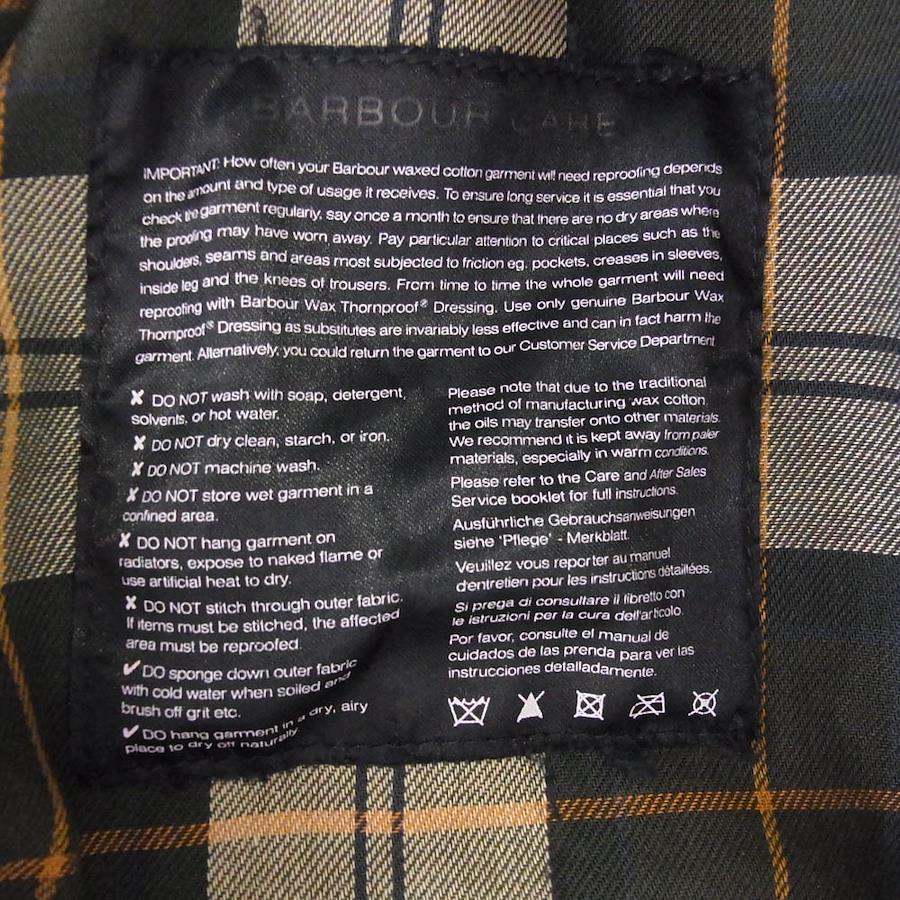 BARBOUR CARE
IMPORTANT: How often your Barbour waxed cotton garment will need reproofing depends
on the amount and type of usage it receives. To ensure long service it is essential that you
check the garment regularly, say once a month to ensure that there are no dry areas where
the proofing may have worn away. Pay particular attention to critical places such as the
shoulders, seams and areas most subjected to friction eg. pockets, creases in sleeves,
inside leg and the knees of trousers. From time to time the whole garment will need
reproofing with Barbour Wax Thornproof® Dressing. Use only genuine Barbour Wax
Thornproof® Dressing as substitutes are invariably less effective and can in fact harm the
garment. Alternatively, you could return the garment to our Customer Service Department
✘ DO NOT wash with soap, detergent,
solvents, or hot water.
✘ DO NOT dry clean, starch, or iron.
✘ DO NOT machine wash.
✘ DO NOT store wet garment in a
confined area.
✘ DO NOT hang garment on
radiators, expose to naked flame or
use artificial heat to dry.
✘ DO NOT stitch through outer fabric.
If items must be stitched, the affected
area must be reproofed.
✔ DO sponge down outer fabric
with cold water when soiled and
brush off grit etc.
✔ DO hang garment in a dry, airy
place to dry off naturally
Please note that due to the traditional
method of manufacturing wax cotton,
the oils may transfer onto other materials.
We recommend it is kept away from paler
materials, especially in warm conditions.
Please refer to the Care and After Sales
Service booklet for full instructions.
Ausführliche Gebrauchsanweisungen
siehe 'Pflege' - Merkblatt.
Veuillez vous reporter au manuel
d'entretien pour les instructions détaillées.
Si prega di consultare il libretto con
le istruzioni per la cura dell'articolo.
Por favor, consulte el manual de
cuidados de las prenda para ver las
instrucciones detalladamente.